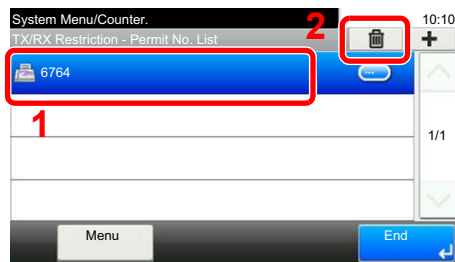 System Menu/Counter.
10:10
TX/RX Restriction - Permit No. List
2
+
6764
...
1
1/1
Menu
End